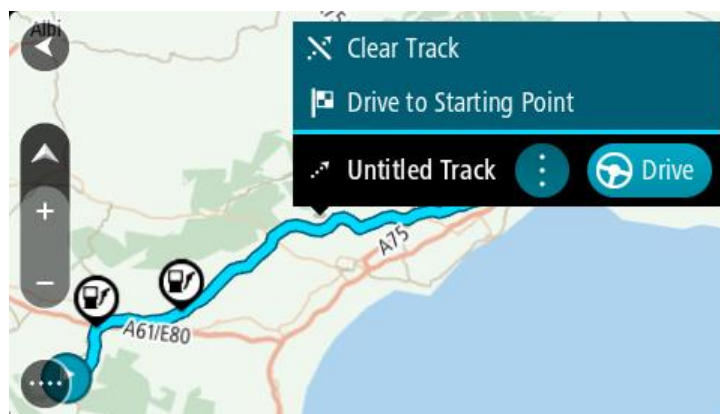 Albi
Clear Track
Drive to Starting Point
Untitled Track
Drive
A75
A61/E80